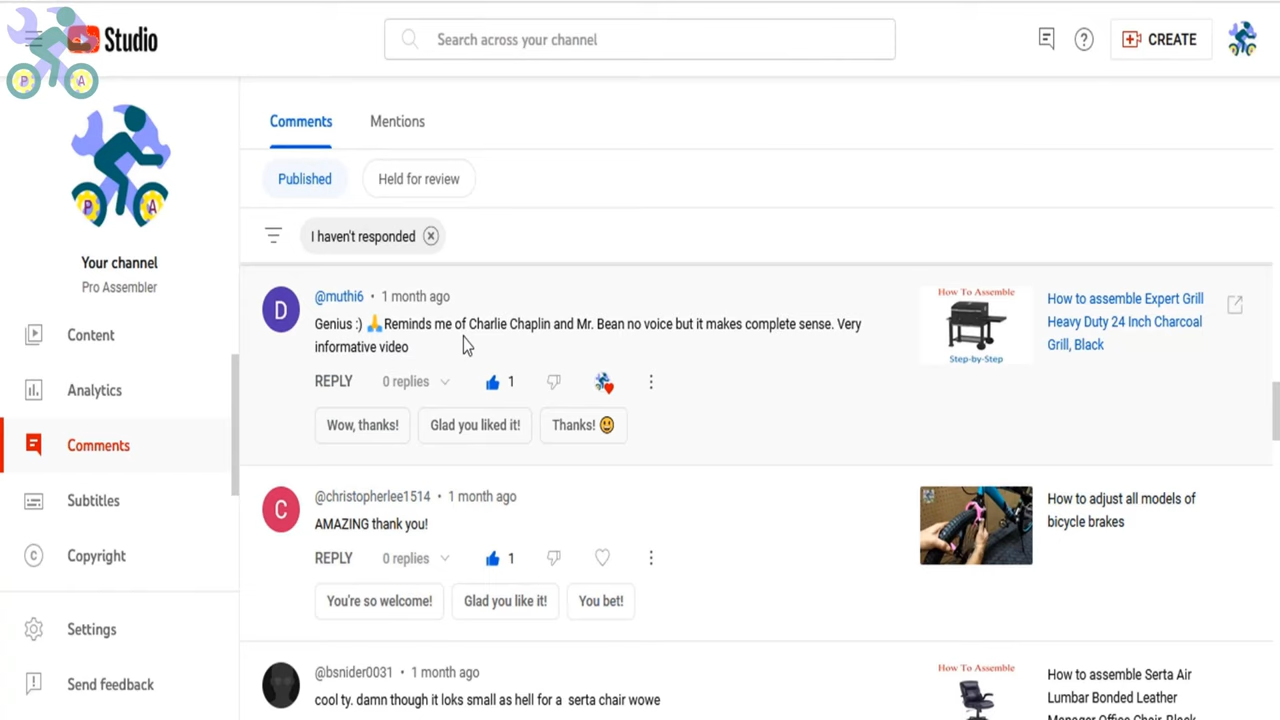 Studio
Search across your channel
CREATE
P A
P A
Your channel
Pro Assembler
Content
Analytics
Comments
Subtitles
Copyright
Settings
Send feedback
Comments Mentions
Published Held for review
I haven't responded
D
@muthi6 • 1 month ago
Genius :) 🙏Reminds me of Charlie Chaplin and Mr. Bean no voice but it makes complete sense. Very
informative video
REPLY 0 replies 1
Wow, thanks! Glad you liked it! Thanks! 😃
How To Assemble
Step-by-Step
How to assemble Expert Grill
Heavy Duty 24 Inch Charcoal
Grill, Black
C
@christopherlee1514 • 1 month ago
AMAZING thank you!
REPLY 0 replies 1
You're so welcome! Glad you like it! You bet!
How to adjust all models of
bicycle brakes
@bsnider0031 • 1 month ago
cool ty. damn though it loks small as hell for a serta chair wowe
How To Assemble
How to assemble Serta Air
Lumbar Bonded Leather
Manager Office Chair, Black